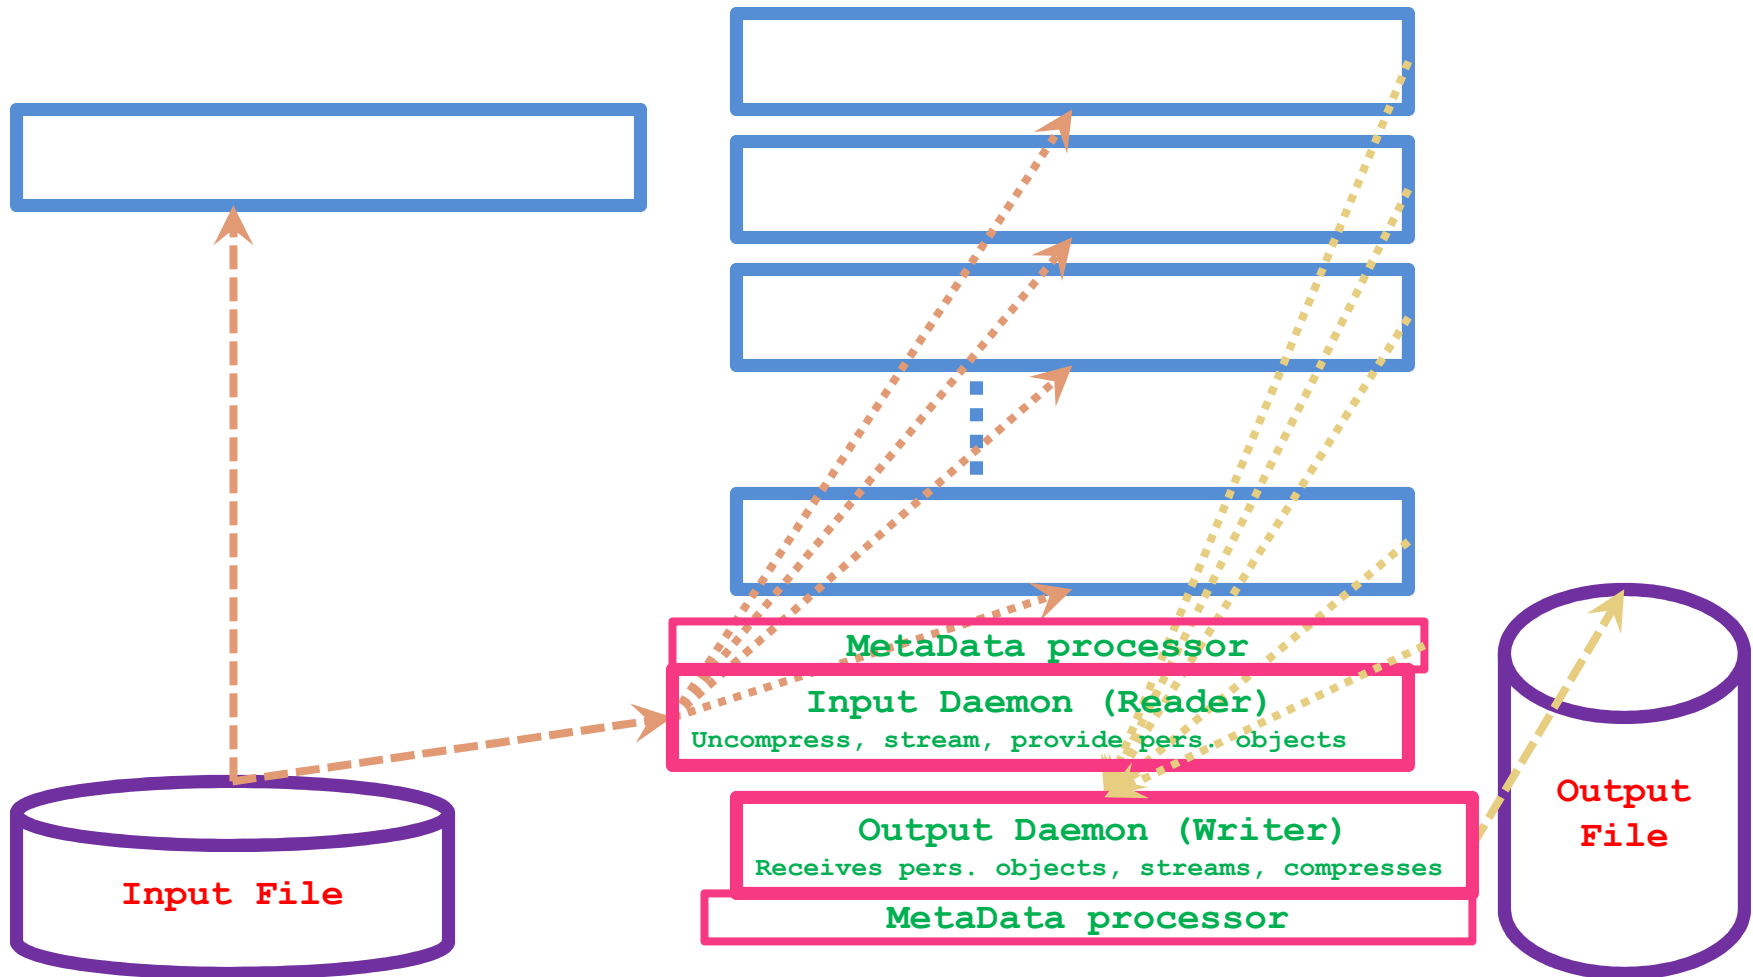 MetaData processor
Input Daemon (Reader)
Uncompress, stream, provide pers. objects
Output Daemon (Writer)
Receives pers. objects, streams, compresses
MetaData processor
Input File
Output
File